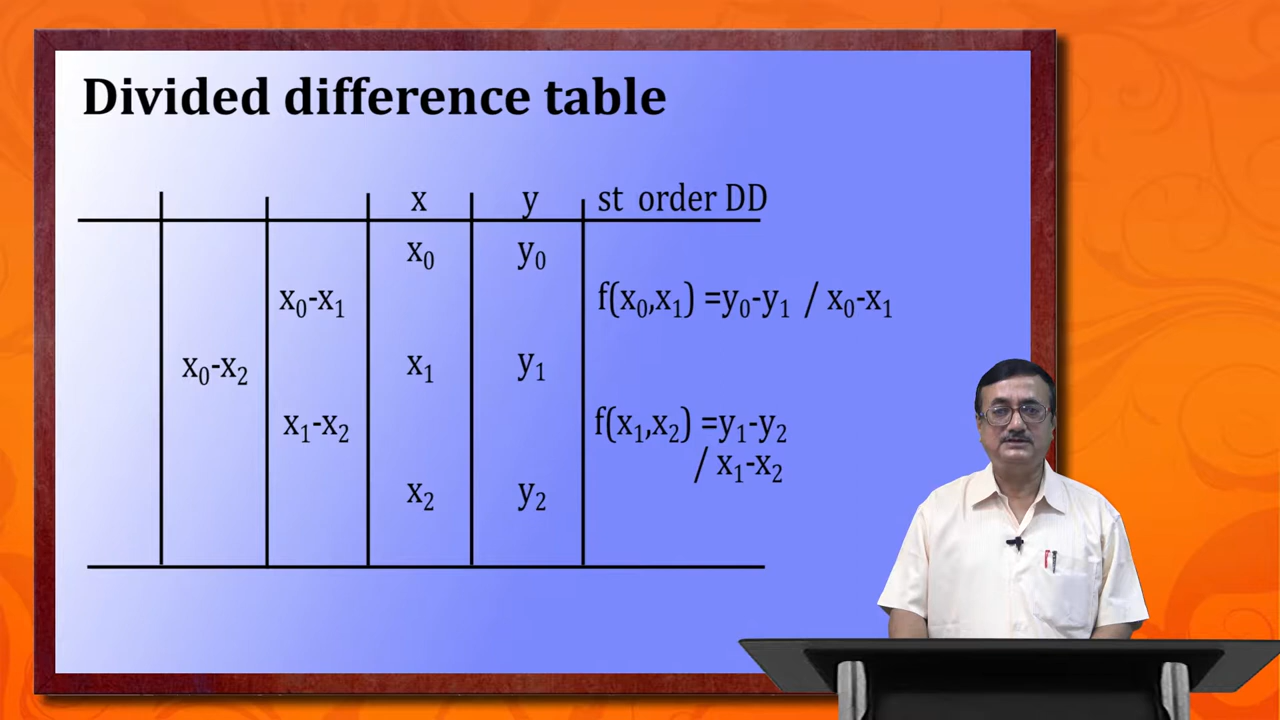 Divided difference table
x y st order DD
x₀ y₀
x₀-x₁ f(x₀,x₁) =y₀-y₁ / x₀-x₁
x₀-x₂ x₁ y₁
x₁-x₂ f(x₁,x₂) =y₁-y₂
/ x₁-x₂
x₂ y₂